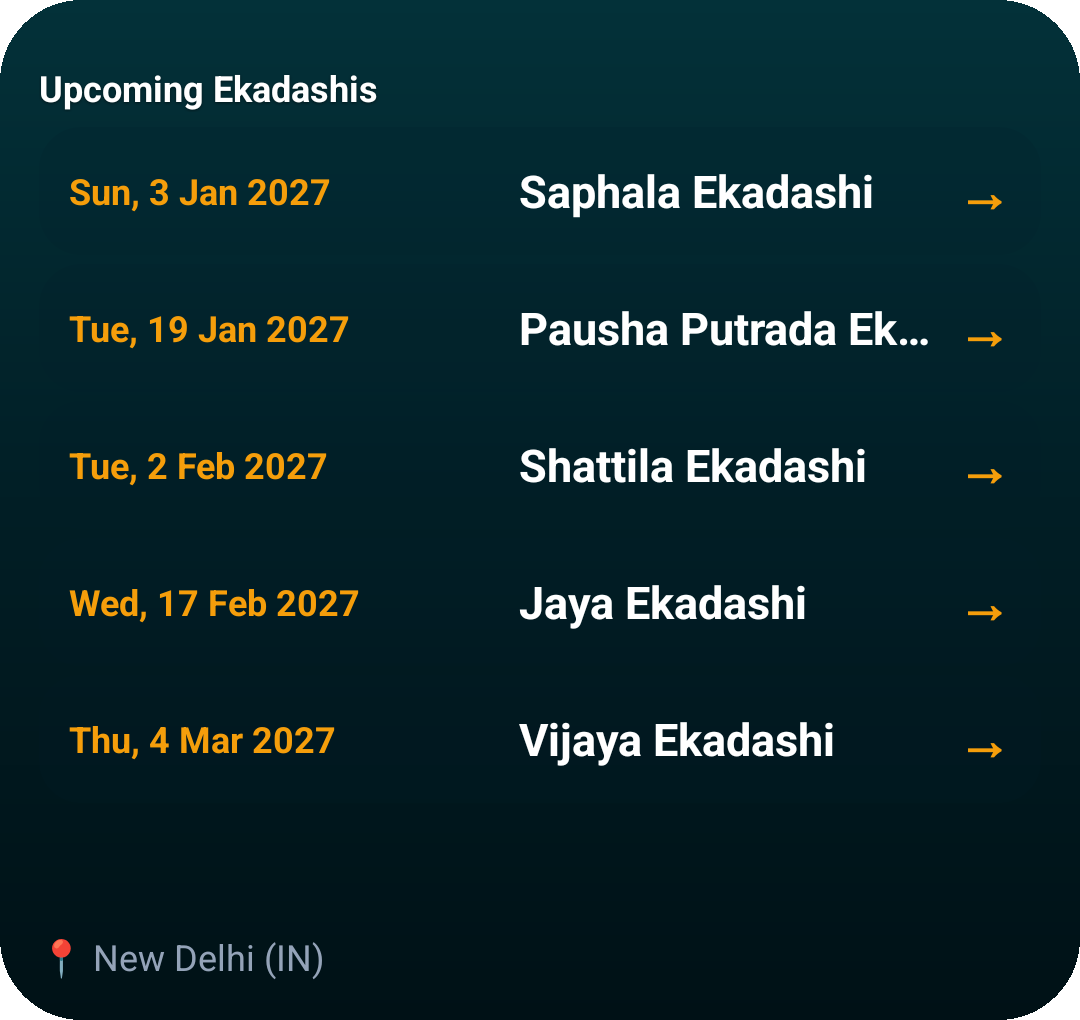 Upcoming Ekadashis
Sun, 3 Jan 2027 Saphala Ekadashi →
Tue, 19 Jan 2027 Pausha Putrada Ek... →
Tue, 2 Feb 2027 Shattila Ekadashi →
Wed, 17 Feb 2027 Jaya Ekadashi →
Thu, 4 Mar 2027 Vijaya Ekadashi →
📍 New Delhi (IN)